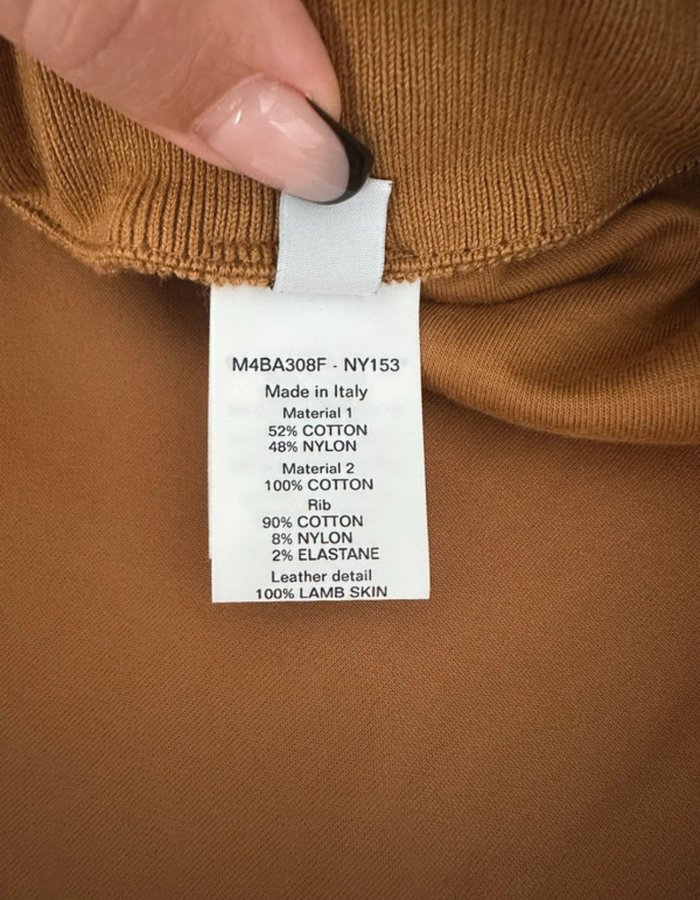 M4BA308F - NY153
Made in Italy
Material 1
52% COTTON
48% NYLON
Material 2
100% COTTON
Rib
90% COTTON
8% NYLON
2% ELASTANE
Leather detail
100% LAMB SKIN